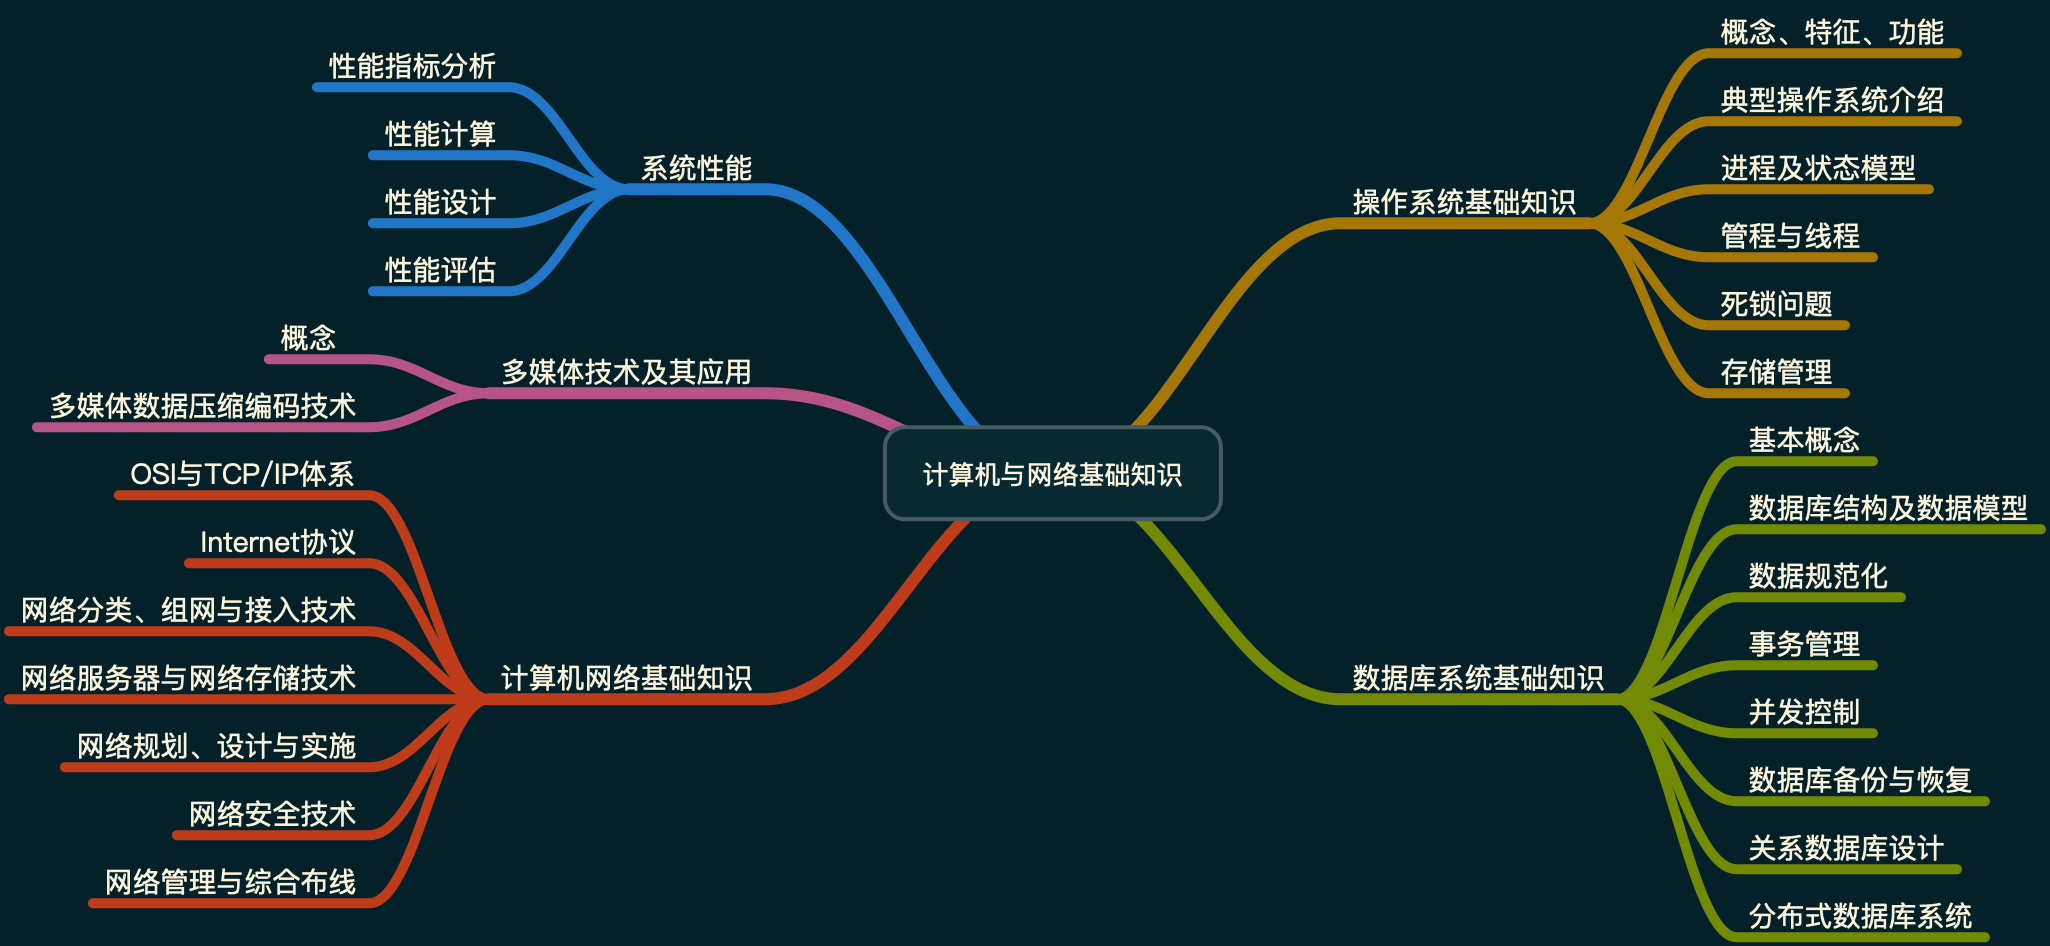 计算机与网络基础知识
操作系统基础知识
概念、特征、功能
典型操作系统介绍
进程及状态模型
管程与线程
死锁问题
存储管理
数据库系统基础知识
基本概念
数据库结构及数据模型
数据规范化
事务管理
并发控制
数据库备份与恢复
关系数据库设计
分布式数据库系统
系统性能
性能指标分析
性能计算
性能设计
性能评估
多媒体技术及其应用
概念
多媒体数据压缩编码技术
计算机网络基础知识
OSI与TCP/IP体系
Internet协议
网络分类、组网与接入技术
网络服务器与网络存储技术
网络规划、设计与实施
网络安全技术
网络管理与综合布线